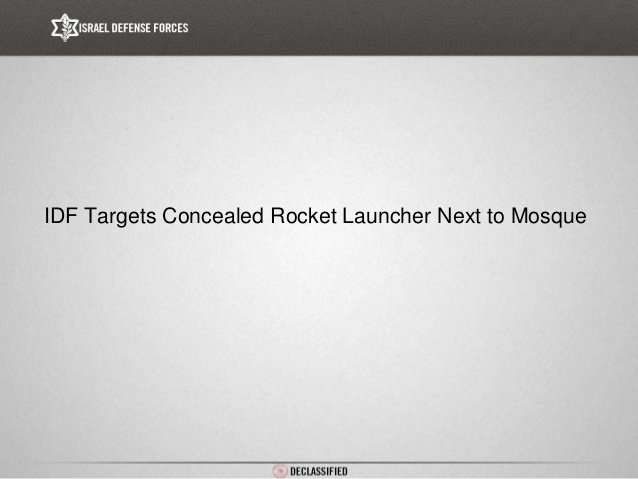 ISRAEL DEFENSE FORCES
IDF Targets Concealed Rocket Launcher Next to Mosque
DECLASSIFIED